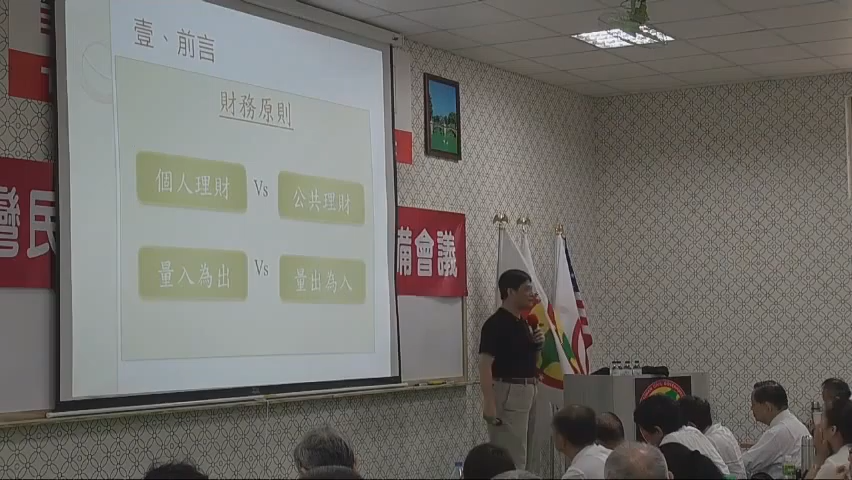 壹、前言
財務原則
個人理財 Vs 公共理財
量入為出 Vs 量出為入
灣民
備會議